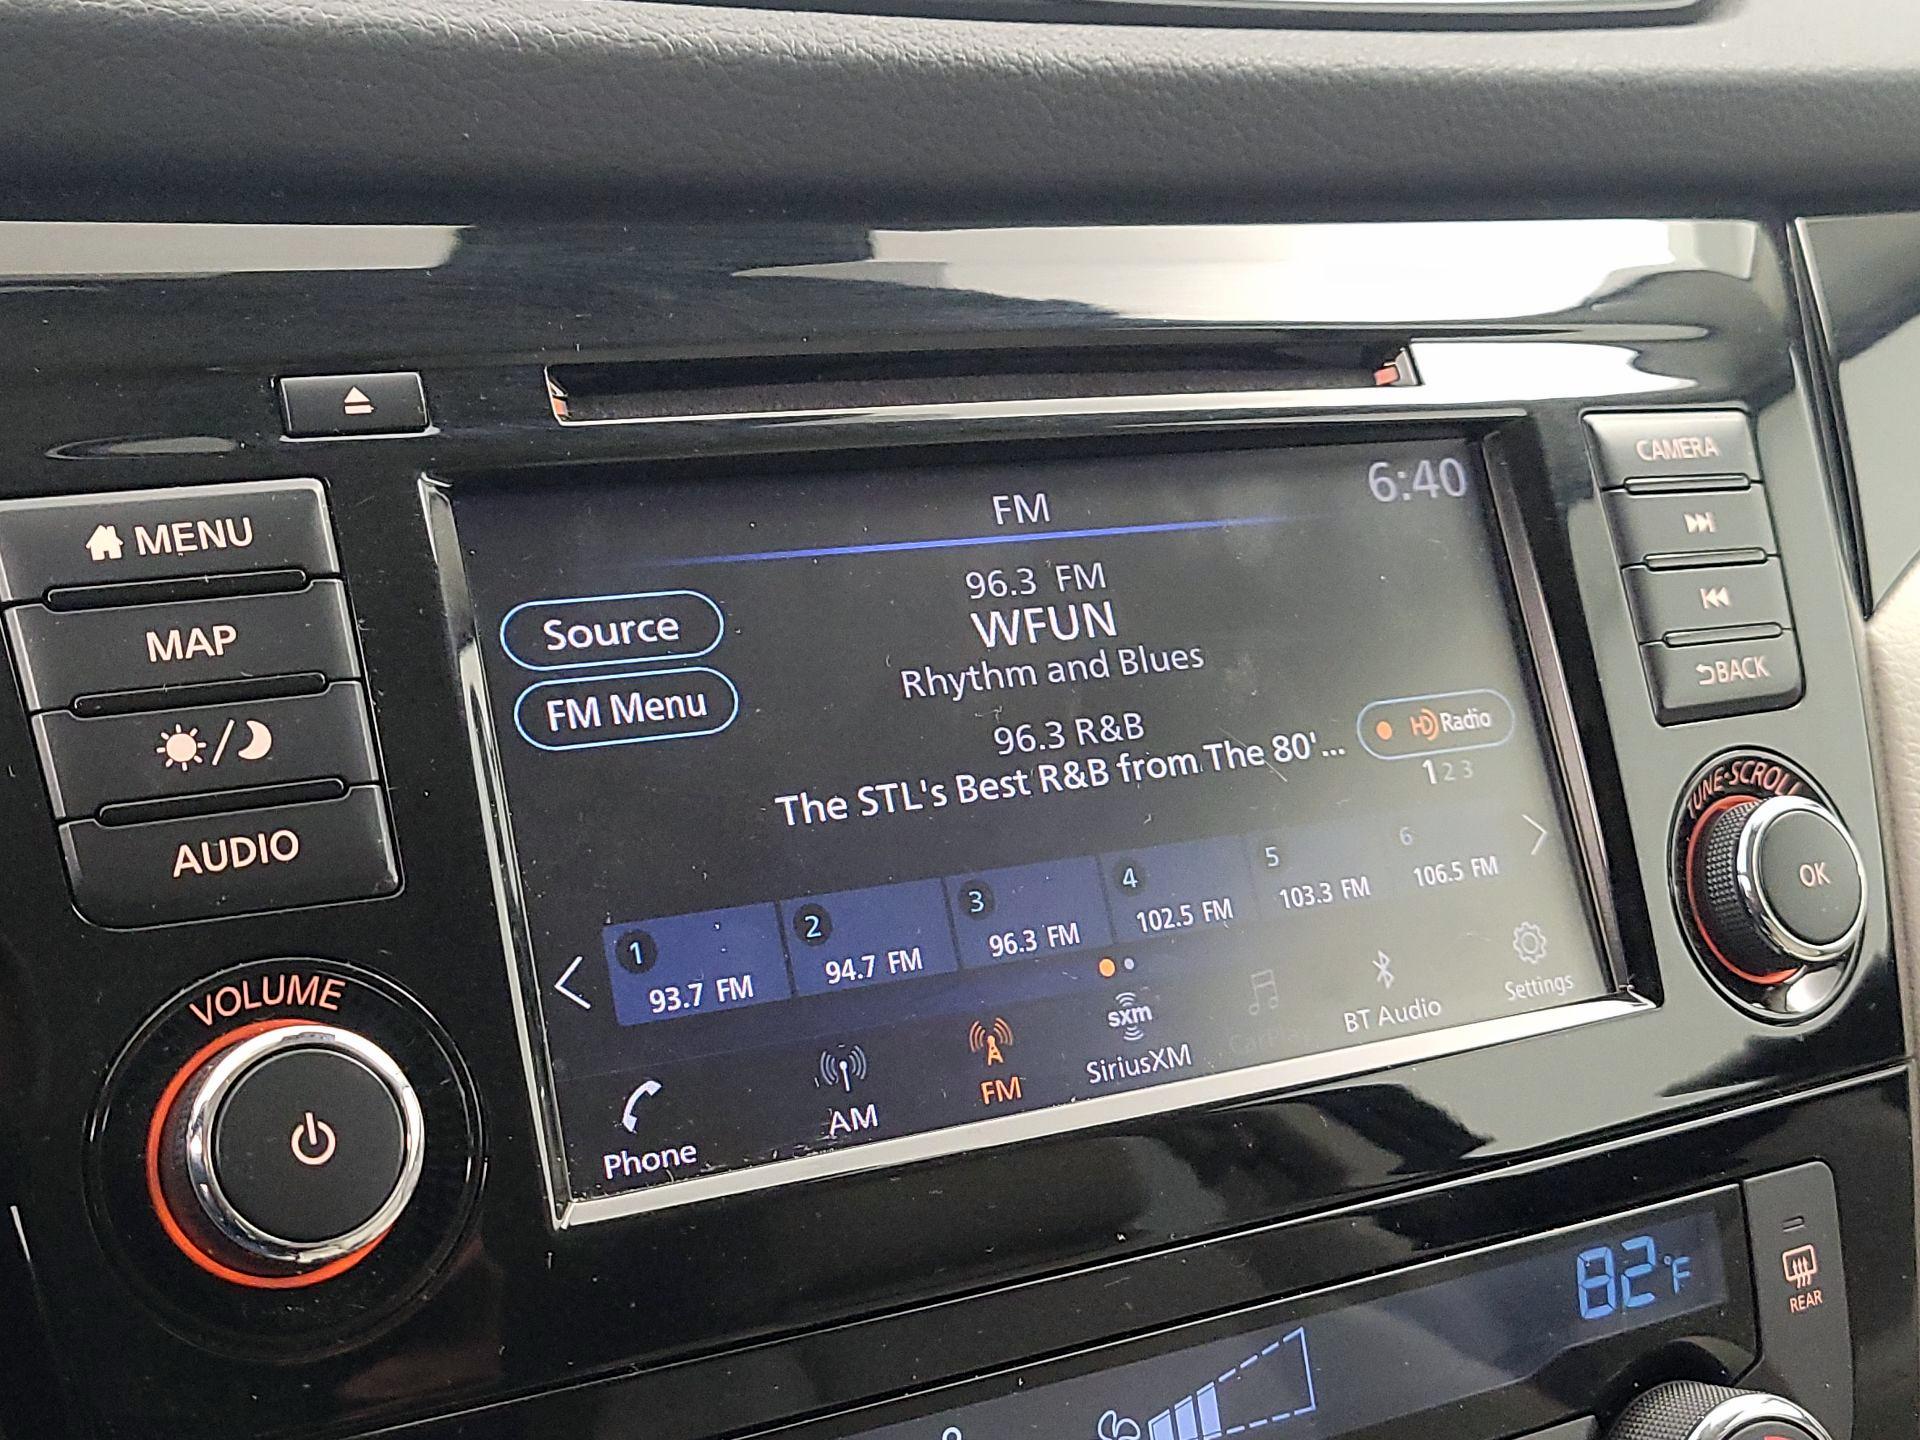 CAMERA
MENU
MAP
AUDIO
VOLUME
FM
6:40
Source
FM Menu
96.3 FM
WFUN
Rhythm and Blues
96.3 R&B
The STL's Best R&B from The 80'...
HD Radio
1 2 3
1
93.7 FM
2
94.7 FM
3
96.3 FM
4
102.5 FM
5
103.3 FM
6
106.5 FM
Phone
AM
FM
sxm
SiriusXM
CarPlay
BT Audio
Settings
BACK
TUNE·SCROLL
OK
82°F
REAR